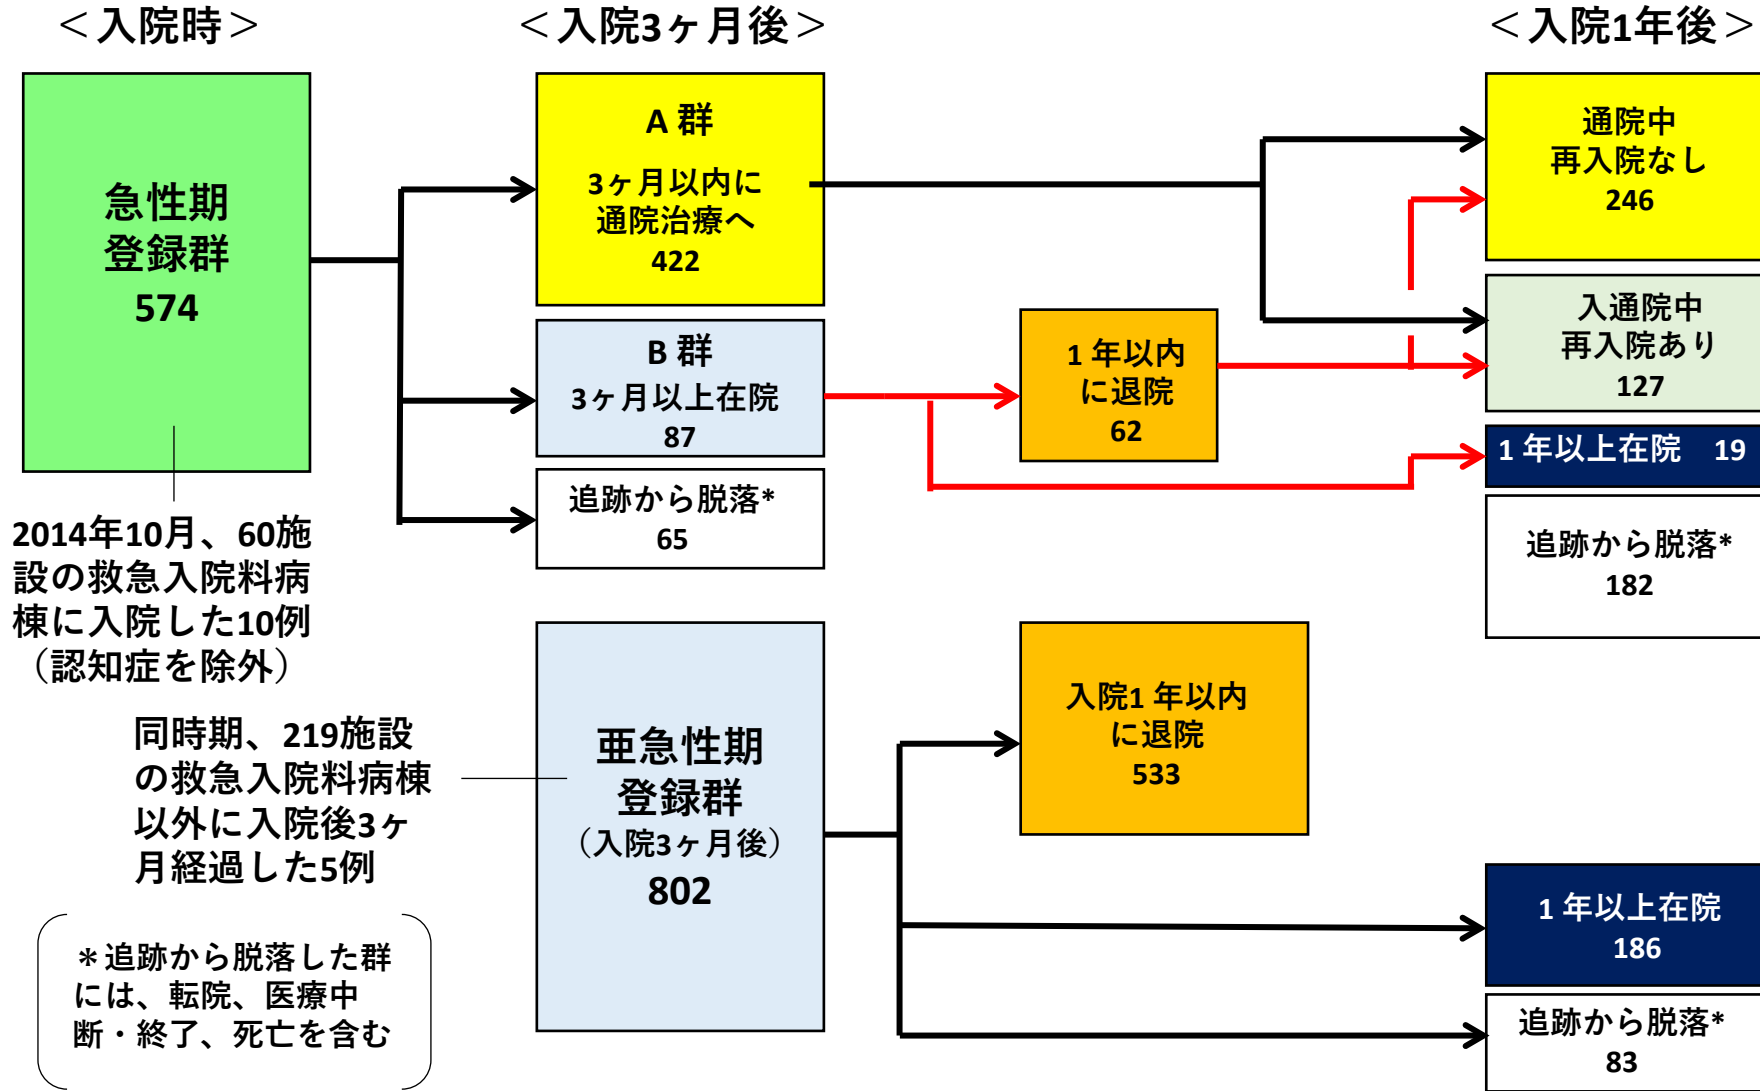 ＜入院時＞
＜入院3ヶ月後＞
＜入院1年後＞
急性期
登録群
574
A 群
3ヶ月以内に
通院治療へ
422
B 群
3ヶ月以上在院
87
追跡から脱落*
65
1 年以内
に退院
62
通院中
再入院なし
246
入通院中
再入院あり
127
1 年以上在院　19
追跡から脱落*
182
2014年10月、60施
設の救急入院料病
棟に入院した10例
（認知症を除外）
同時期、219施設
の救急入院料病棟
以外に入院後3ヶ
月経過した5例
亜急性期
登録群
（入院3ヶ月後）
802
入院1 年以内
に退院
533
1 年以上在院
186
追跡から脱落*
83
＊追跡から脱落した群
には、転院、医療中
断・終了、死亡を含む